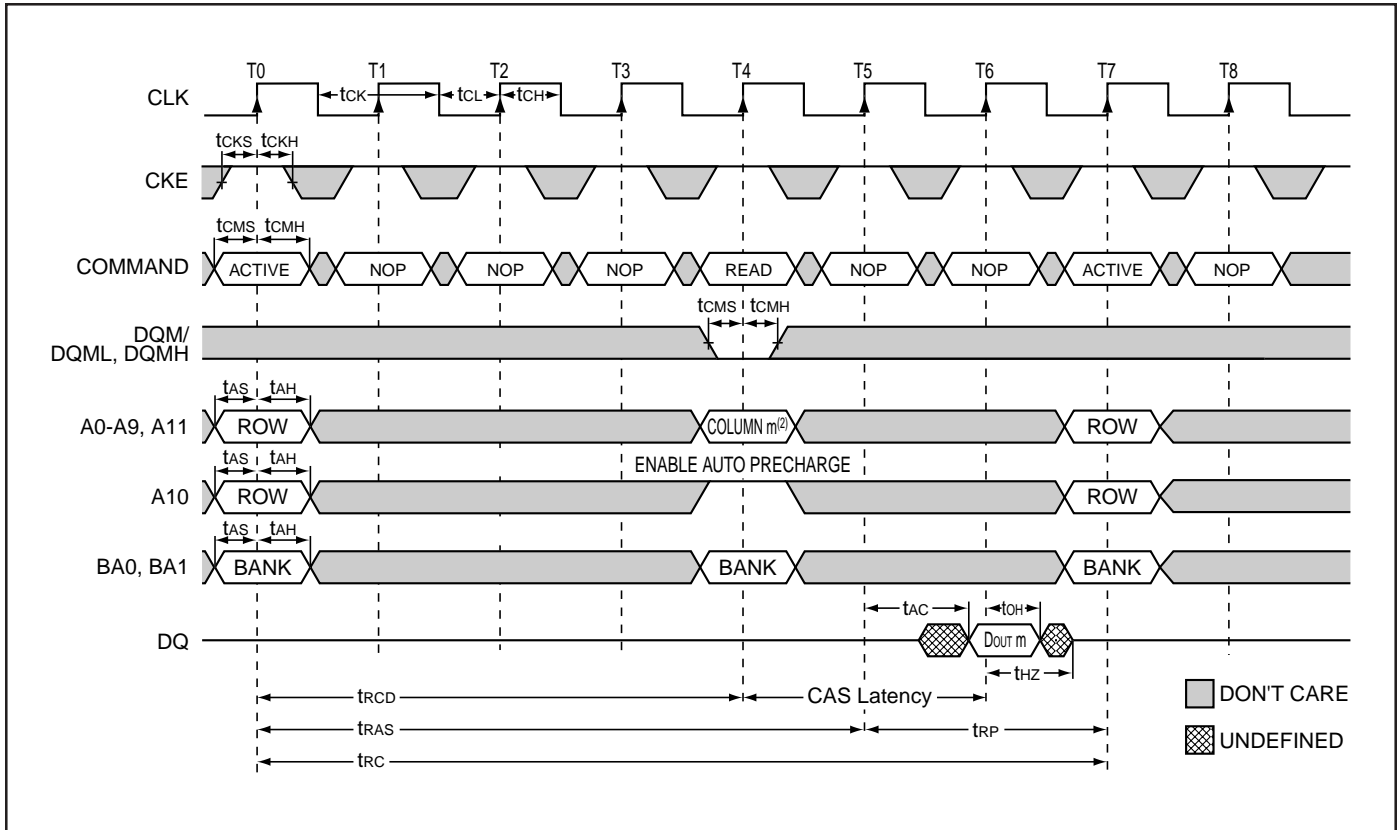 T0 T1 T2 T3 T4 T5 T6 T7 T8
CLK tCK tCL tCH
tCKS tCKH
CKE
tCMS tCMH
COMMAND ACTIVE NOP NOP NOP READ NOP NOP ACTIVE NOP
tCMS tCMH
DQM/
DQML, DQMH
tAS tAH
A0-A9, A11 ROW COLUMN m(2) ROW
tAS tAH ENABLE AUTO PRECHARGE
A10 ROW ROW
tAS tAH
BA0, BA1 BANK BANK BANK
tAC tOH
DQ DOUT m
tHZ
tRCD CAS Latency
DON'T CARE
tRAS tRP
UNDEFINED
tRC